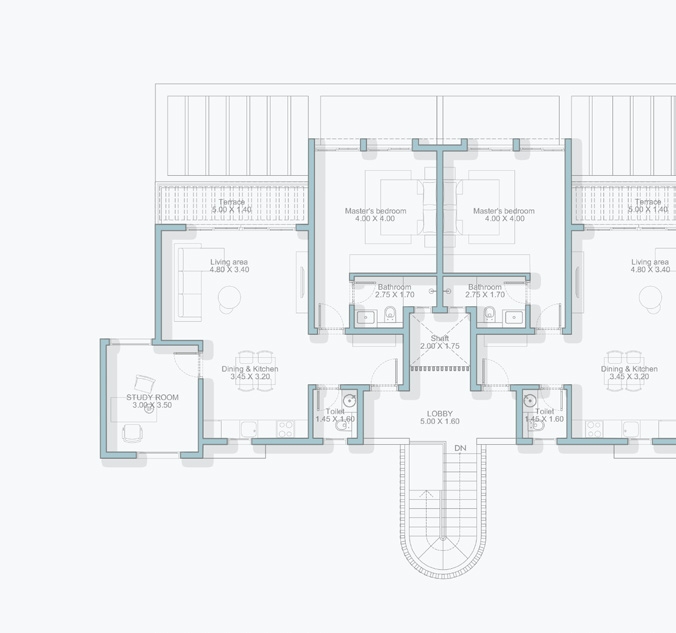 Terrace
5.00 X 1.40
Terrace
5.00 X 1.40
Master's bedroom
4.00 X 4.00
Master's bedroom
4.00 X 4.00
Living area
4.80 X 3.40
Living area
4.80 X 3.40
Bathroom
2.75 X 1.70
Bathroom
2.75 X 1.70
Shaft
2.00 X 1.75
Dining & Kitchen
3.45 X 3.20
Dining & Kitchen
3.45 X 3.20
STUDY ROOM
3.00 X 3.50
Toilet
1.45 X 1.60
LOBBY
5.00 X 1.60
Toilet
1.45 X 1.60
DN